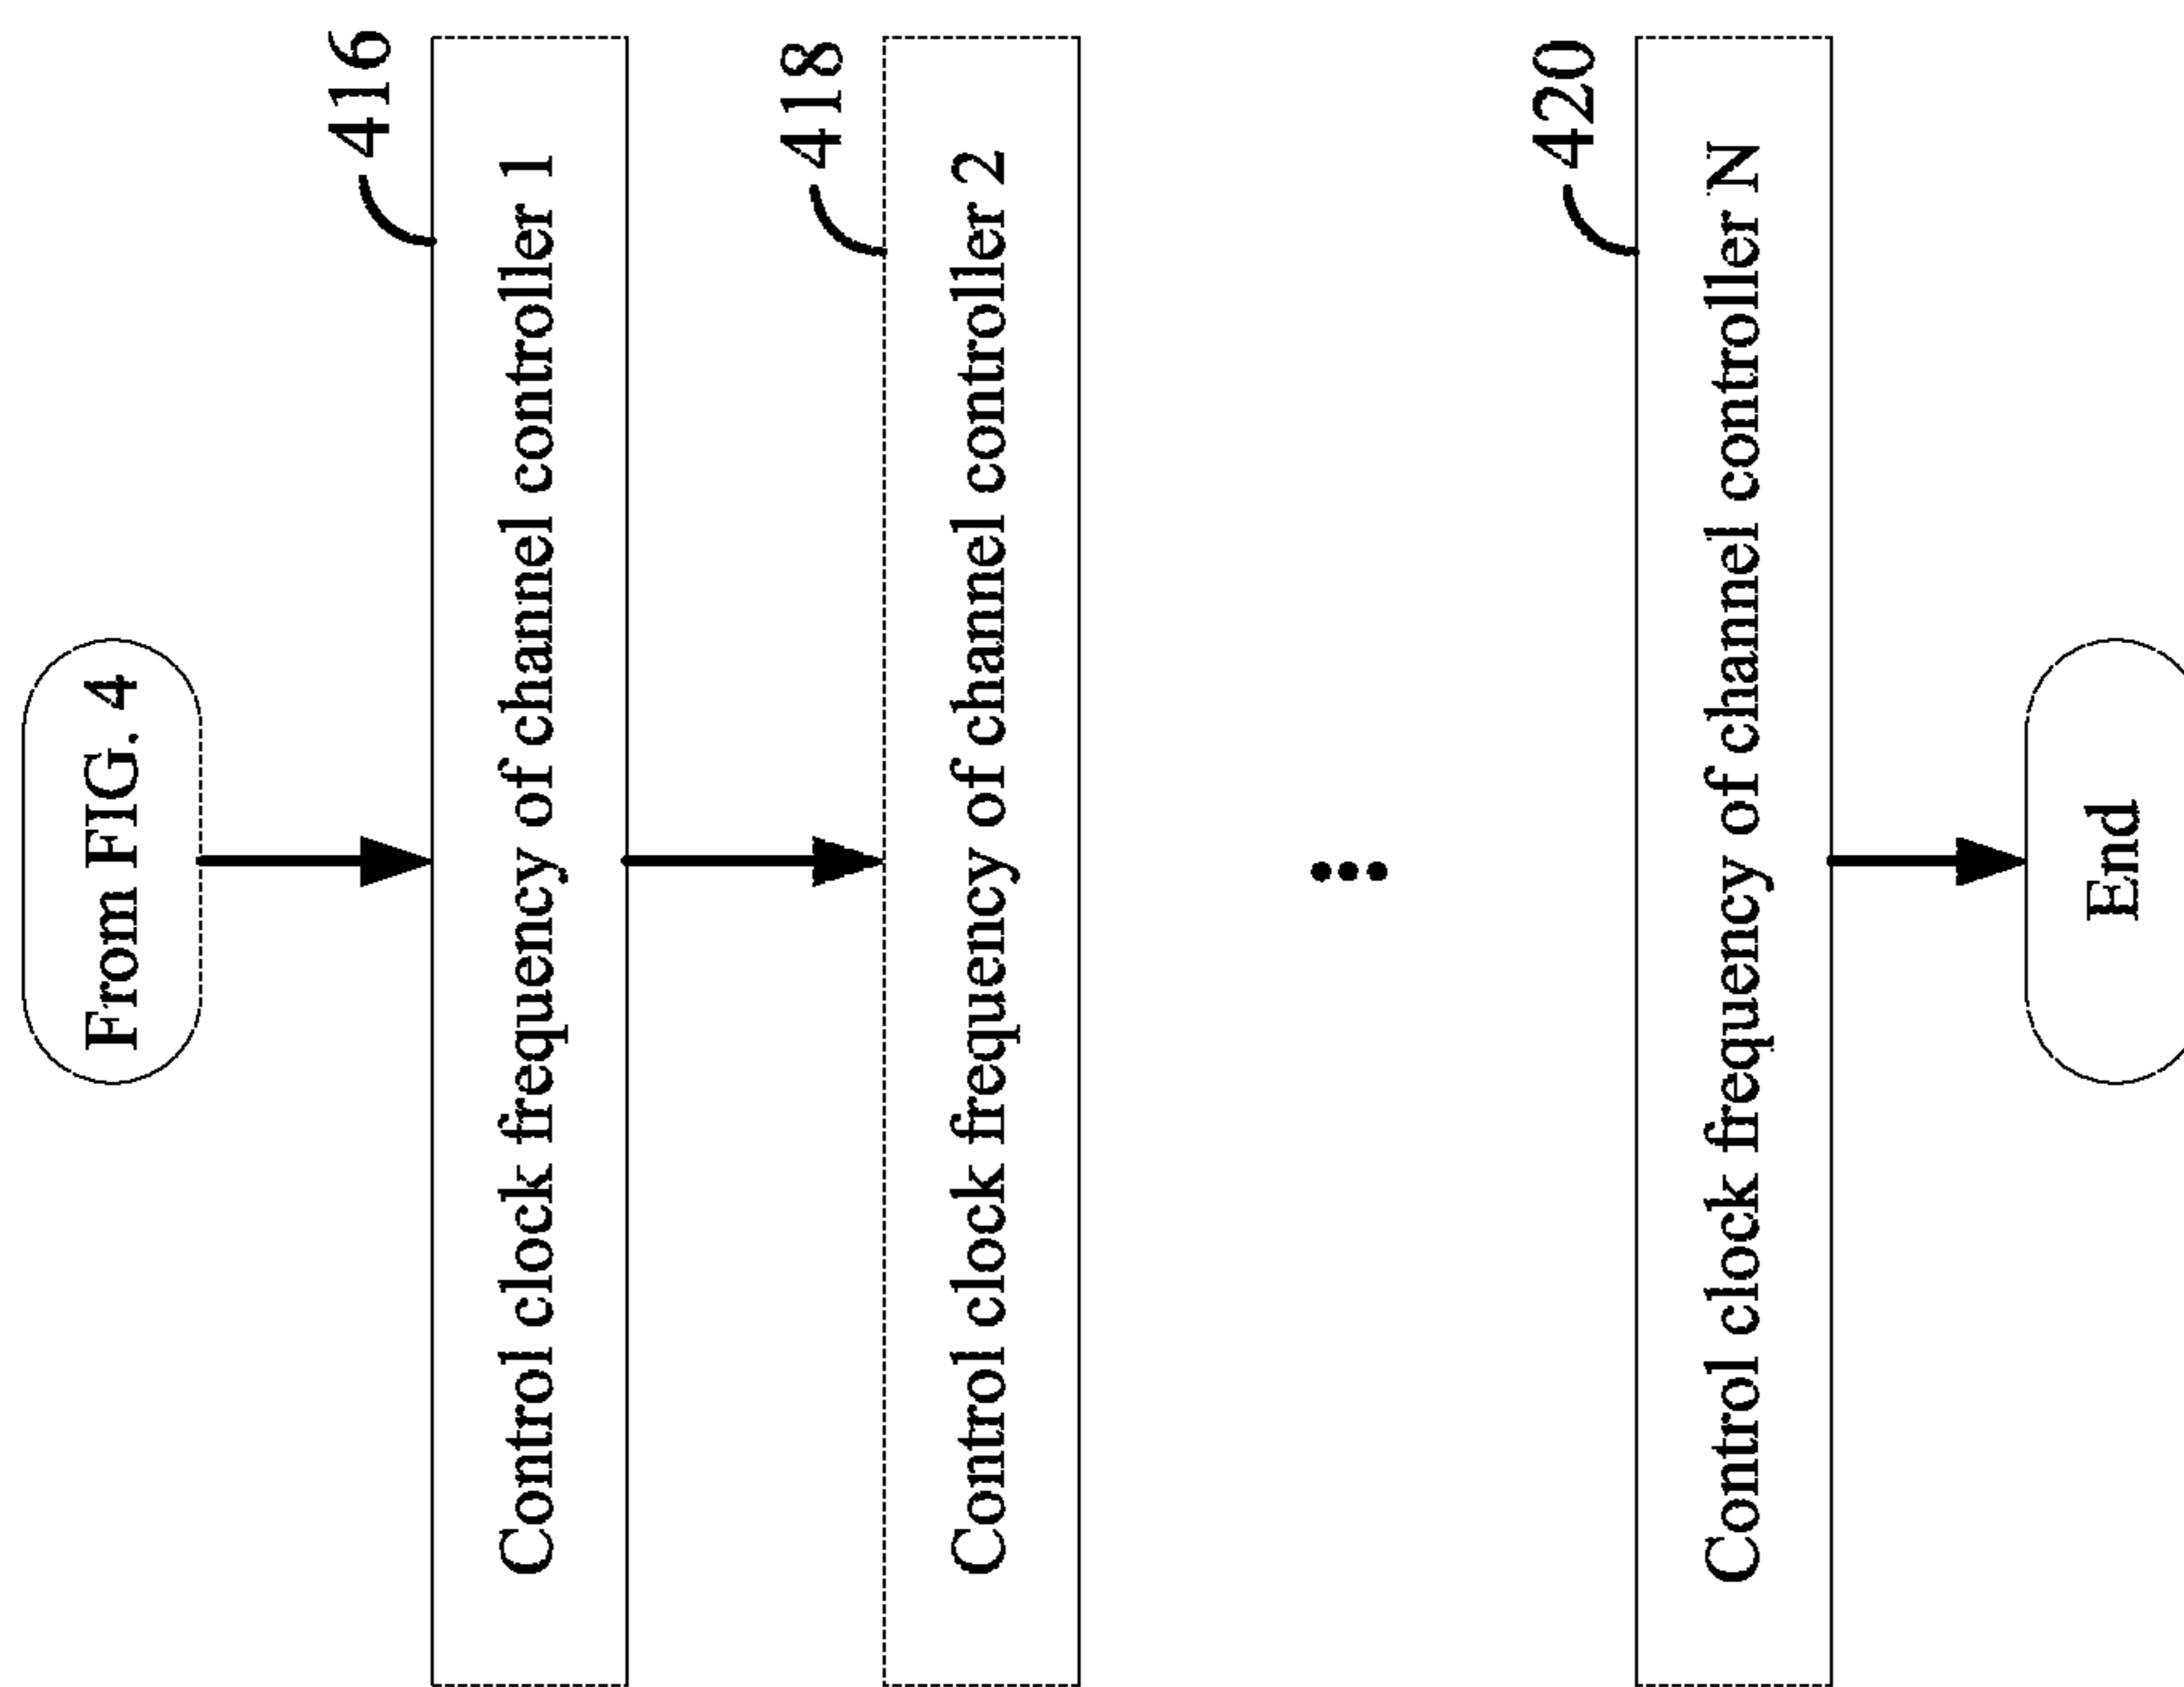 From FIG. 4
416
Control clock frequency of channel controller 1
418
Control clock frequency of channel controller 2
420
Control clock frequency of channel controller N
End